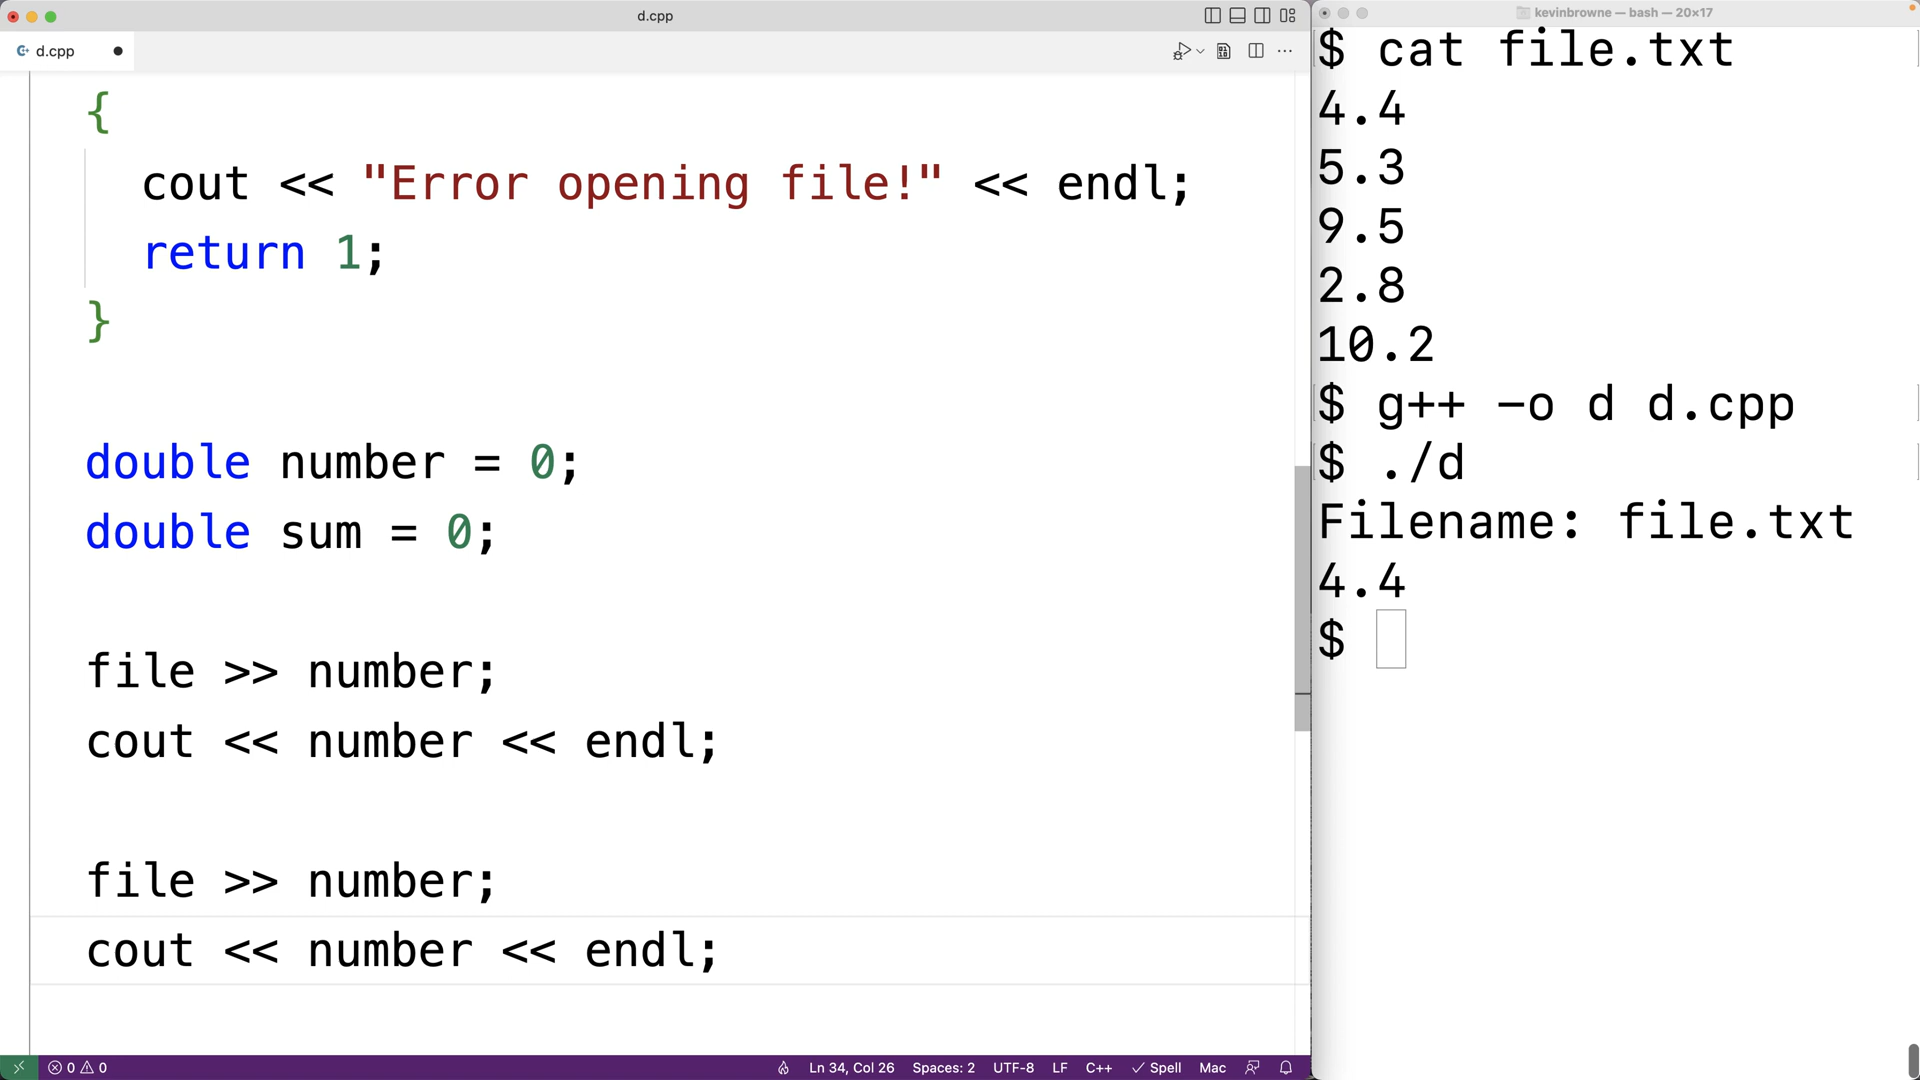 d.cpp
d.cpp
{
cout << "Error opening file!" << endl;
return 1;
}
double number = 0;
double sum = 0;
file >> number;
cout << number << endl;
file >> number;
cout << number << endl;
0 0
Ln 34, Col 26 Spaces: 2 UTF-8 LF C++ Spell Mac
kevinbrowne — bash — 20×17
$ cat file.txt
4.4
5.3
9.5
2.8
10.2
$ g++ -o d d.cpp
$ ./d
Filename: file.txt
4.4
$